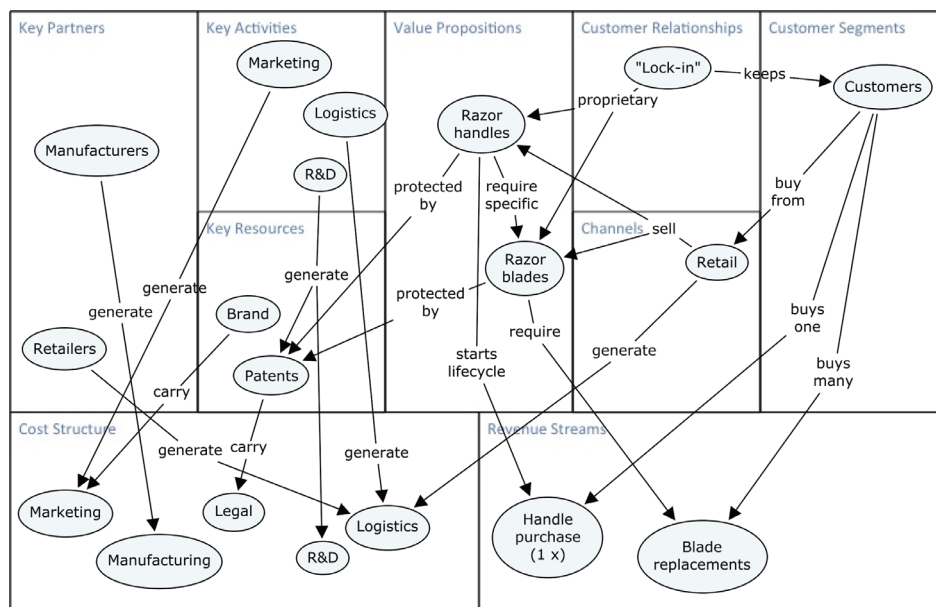 Key Partners
Key Activities
Value Propositions
Customer Relationships
Customer Segments
Marketing
"Lock-in"
keeps
Customers
Logistics
Razor
handles
proprietary
Manufacturers
R&D
protected
by
require
specific
buy
from
Key Resources
Channels
sell
Razor
blades
Retail
generate
generate
generate
Brand
protected
by
buys
one
require
Retailers
starts
lifecycle
generate
Patents
buys
many
carry
Cost Structure
Revenue Streams
generate
carry
generate
Marketing
Legal
Logistics
Handle
purchase
(1 x)
Manufacturing
R&D
Blade
replacements